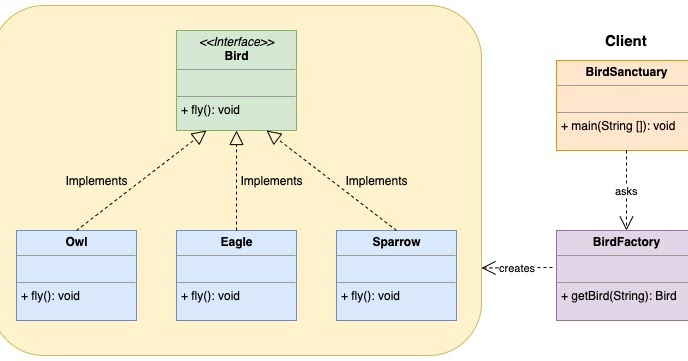 <<Interface>>
Bird
+ fly(): void
Implements
Implements
Implements
Owl
+ fly(): void
Eagle
+ fly(): void
Sparrow
+ fly(): void
Client
BirdSanctuary
+ main(String []): void
asks
BirdFactory
+ getBird(String): Bird
creates